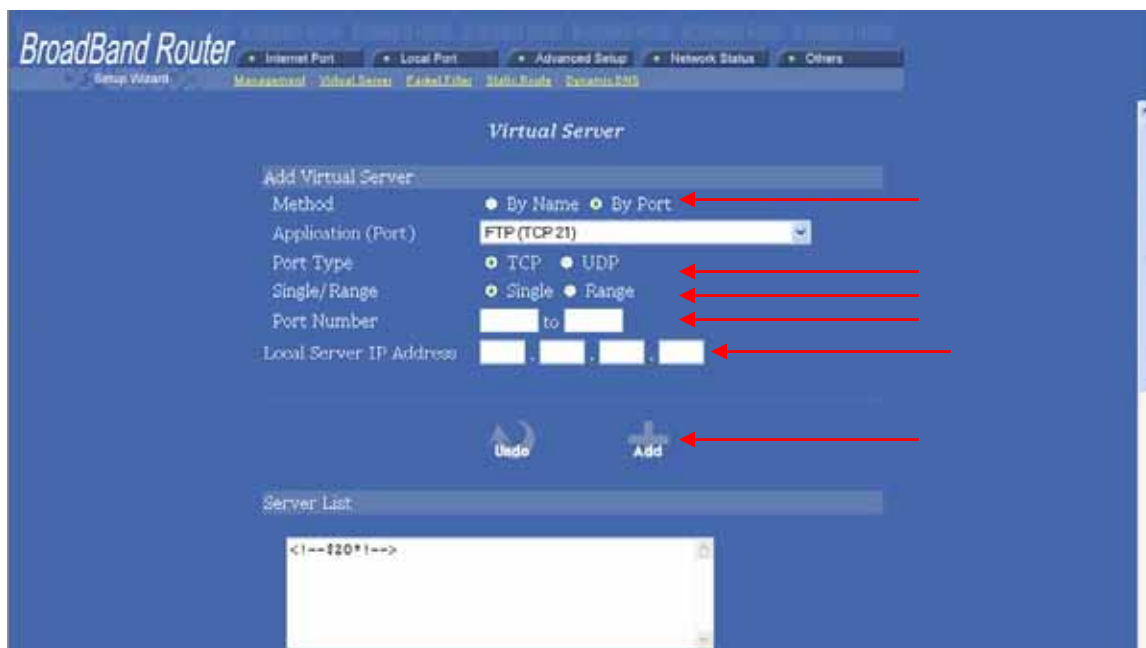 BroadBand Router
Internet Port Local Port Advanced Setup Network Status Others
Setup Wizard Management Virtual Server Packet Filter Static Route Dynamic DNS
Virtual Server
Add Virtual Server
Method By Name By Port
Application (Port) FTP (TCP 21)
Port Type TCP UDP
Single/Range Single Range
Port Number to
Local Server IP Address . . .
Undo Add
Server List
<!--$20*!-->